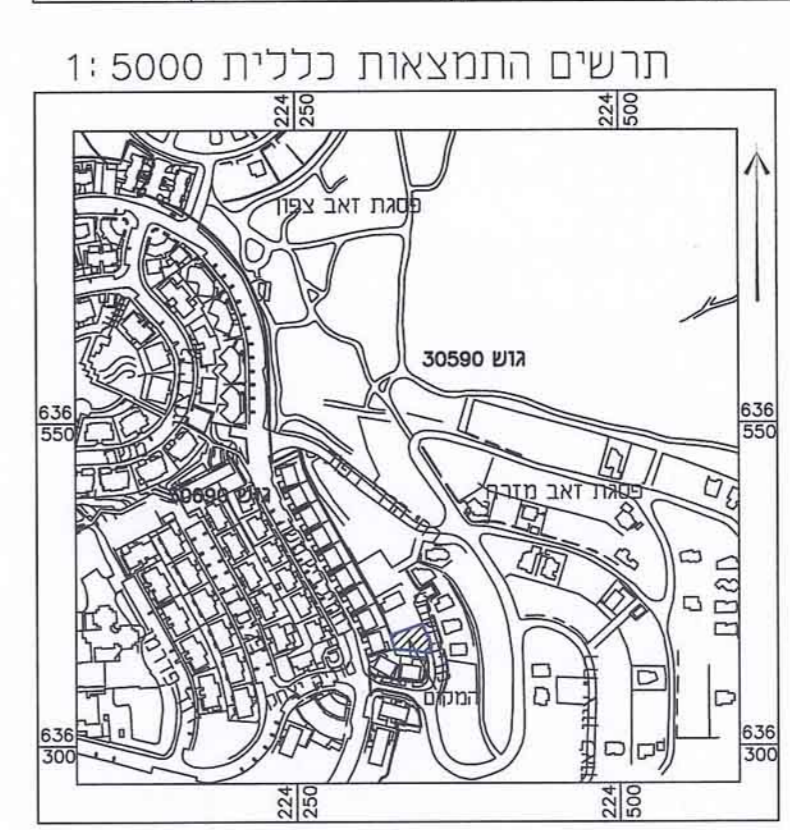 תרשים התמצאות כללית 1:5000
224 250
224 500
פסגת זאב צפון
גוש 30590
636 550
636 550
פסגת זאב מזרח
גוש 30690
המקום
636 300
636 300
224 250
224 500